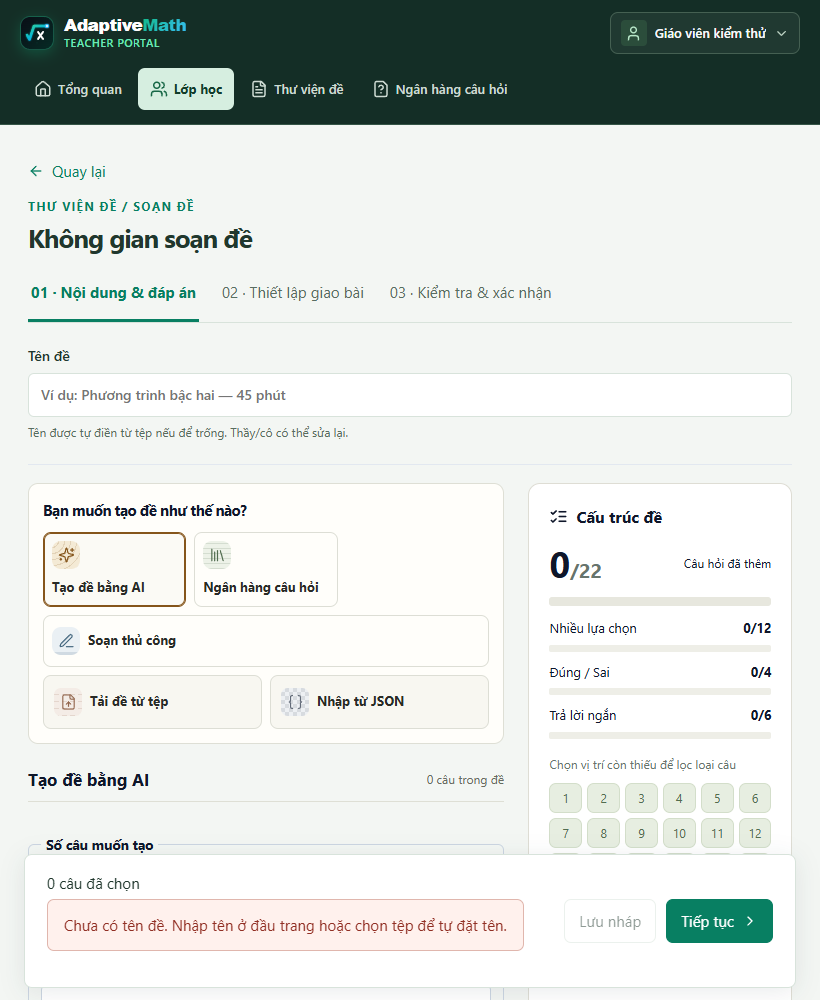 AdaptiveMath
TEACHER PORTAL
Giáo viên kiểm thử
Tổng quan
Lớp học
Thư viện đề
Ngân hàng câu hỏi
Quay lại
THƯ VIỆN ĐỀ / SOẠN ĐỀ
Không gian soạn đề
01 · Nội dung & đáp án
02 · Thiết lập giao bài
03 · Kiểm tra & xác nhận
Tên đề
Ví dụ: Phương trình bậc hai — 45 phút
Tên được tự điền từ tệp nếu để trống. Thầy/cô có thể sửa lại.
Bạn muốn tạo đề như thế nào?
Tạo đề bằng AI
Ngân hàng câu hỏi
Soạn thủ công
Tải đề từ tệp
Nhập từ JSON
Tạo đề bằng AI
0 câu trong đề
Số câu muốn tạo
Cấu trúc đề
0/22
Câu hỏi đã thêm
Nhiều lựa chọn 0/12
Đúng / Sai 0/4
Trả lời ngắn 0/6
Chọn vị trí còn thiếu để lọc loại câu
1 2 3 4 5 6
7 8 9 10 11 12
0 câu đã chọn
Chưa có tên đề. Nhập tên ở đầu trang hoặc chọn tệp để tự đặt tên.
Lưu nháp
Tiếp tục